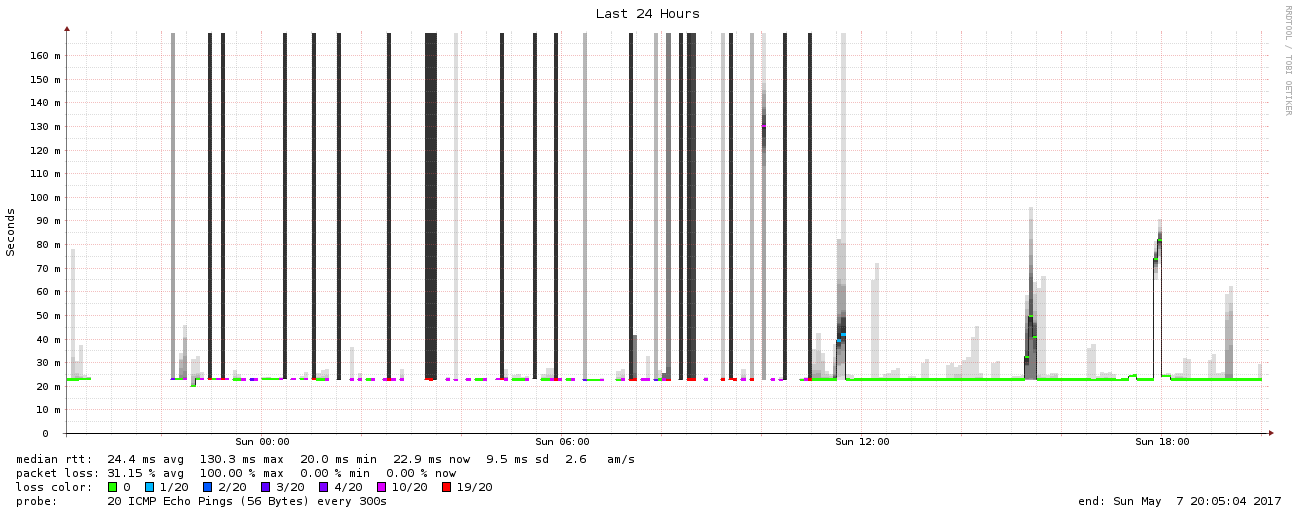 Last 24 Hours
RRDTOOL / TOBI OETIKER
Seconds
160 m
150 m
140 m
130 m
120 m
110 m
100 m
90 m
80 m
70 m
60 m
50 m
40 m
30 m
20 m
10 m
0
Sun 00:00 Sun 06:00 Sun 12:00 Sun 18:00
median rtt: 24.4 ms avg 130.3 ms max 20.0 ms min 22.9 ms now 9.5 ms sd 2.6 am/s
packet loss: 31.15 % avg 100.00 % max 0.00 % min 0.00 % now
loss color: 0 1/20 2/20 3/20 4/20 10/20 19/20
probe: 20 ICMP Echo Pings (56 Bytes) every 300s end: Sun May 7 20:05:04 2017